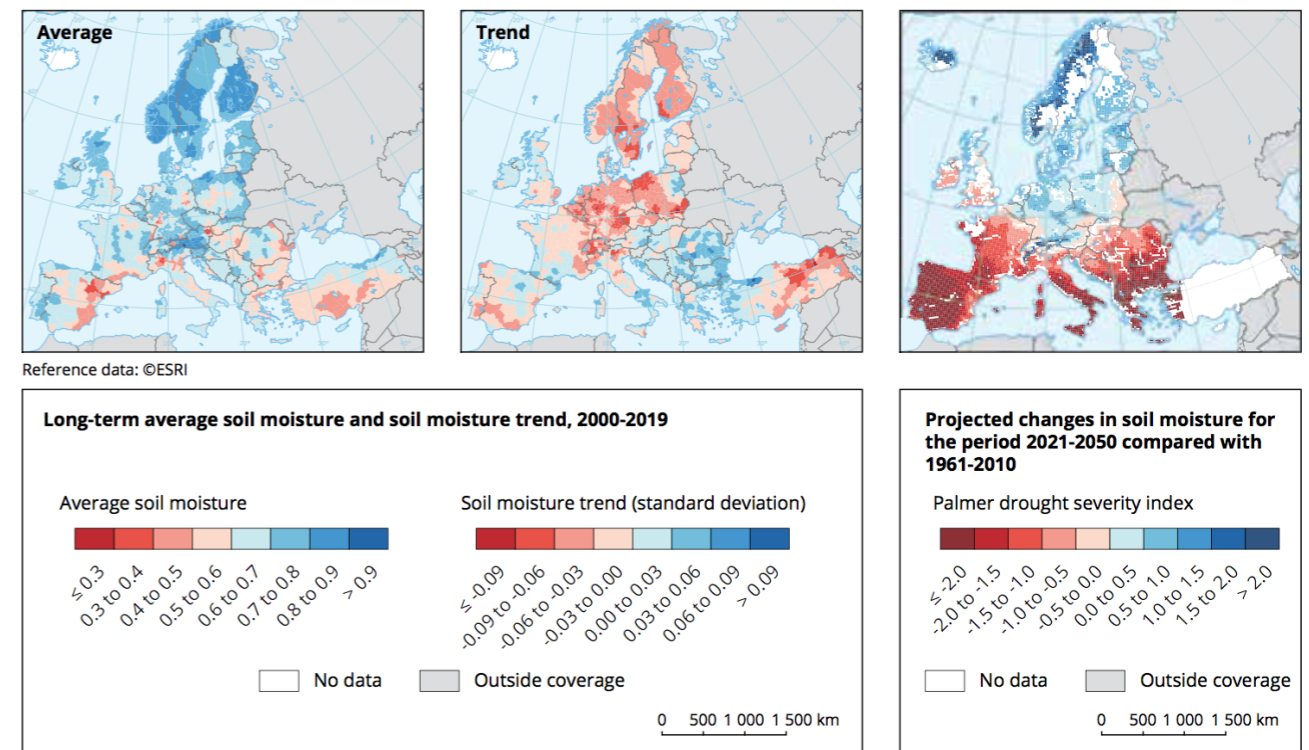 Average
Trend
Reference data: ©ESRI
Long-term average soil moisture and soil moisture trend, 2000-2019
Average soil moisture
≤ 0.3
0.3 to 0.4
0.4 to 0.5
0.5 to 0.6
0.6 to 0.7
0.7 to 0.8
0.8 to 0.9
> 0.9
Soil moisture trend (standard deviation)
≤ -0.09
-0.09 to -0.06
-0.06 to -0.03
-0.03 to 0.00
0.00 to 0.03
0.03 to 0.06
0.06 to 0.09
> 0.09
No data
Outside coverage
0 500 1 000 1 500 km
Projected changes in soil moisture for
the period 2021-2050 compared with
1961-2010
Palmer drought severity index
≤ -2.0
-2.0 to -1.5
-1.5 to -1.0
-1.0 to -0.5
-0.5 to 0.0
0.0 to 0.5
0.5 to 1.0
1.0 to 1.5
1.5 to 2.0
> 2.0
No data
Outside coverage
0 500 1 000 1 500 km